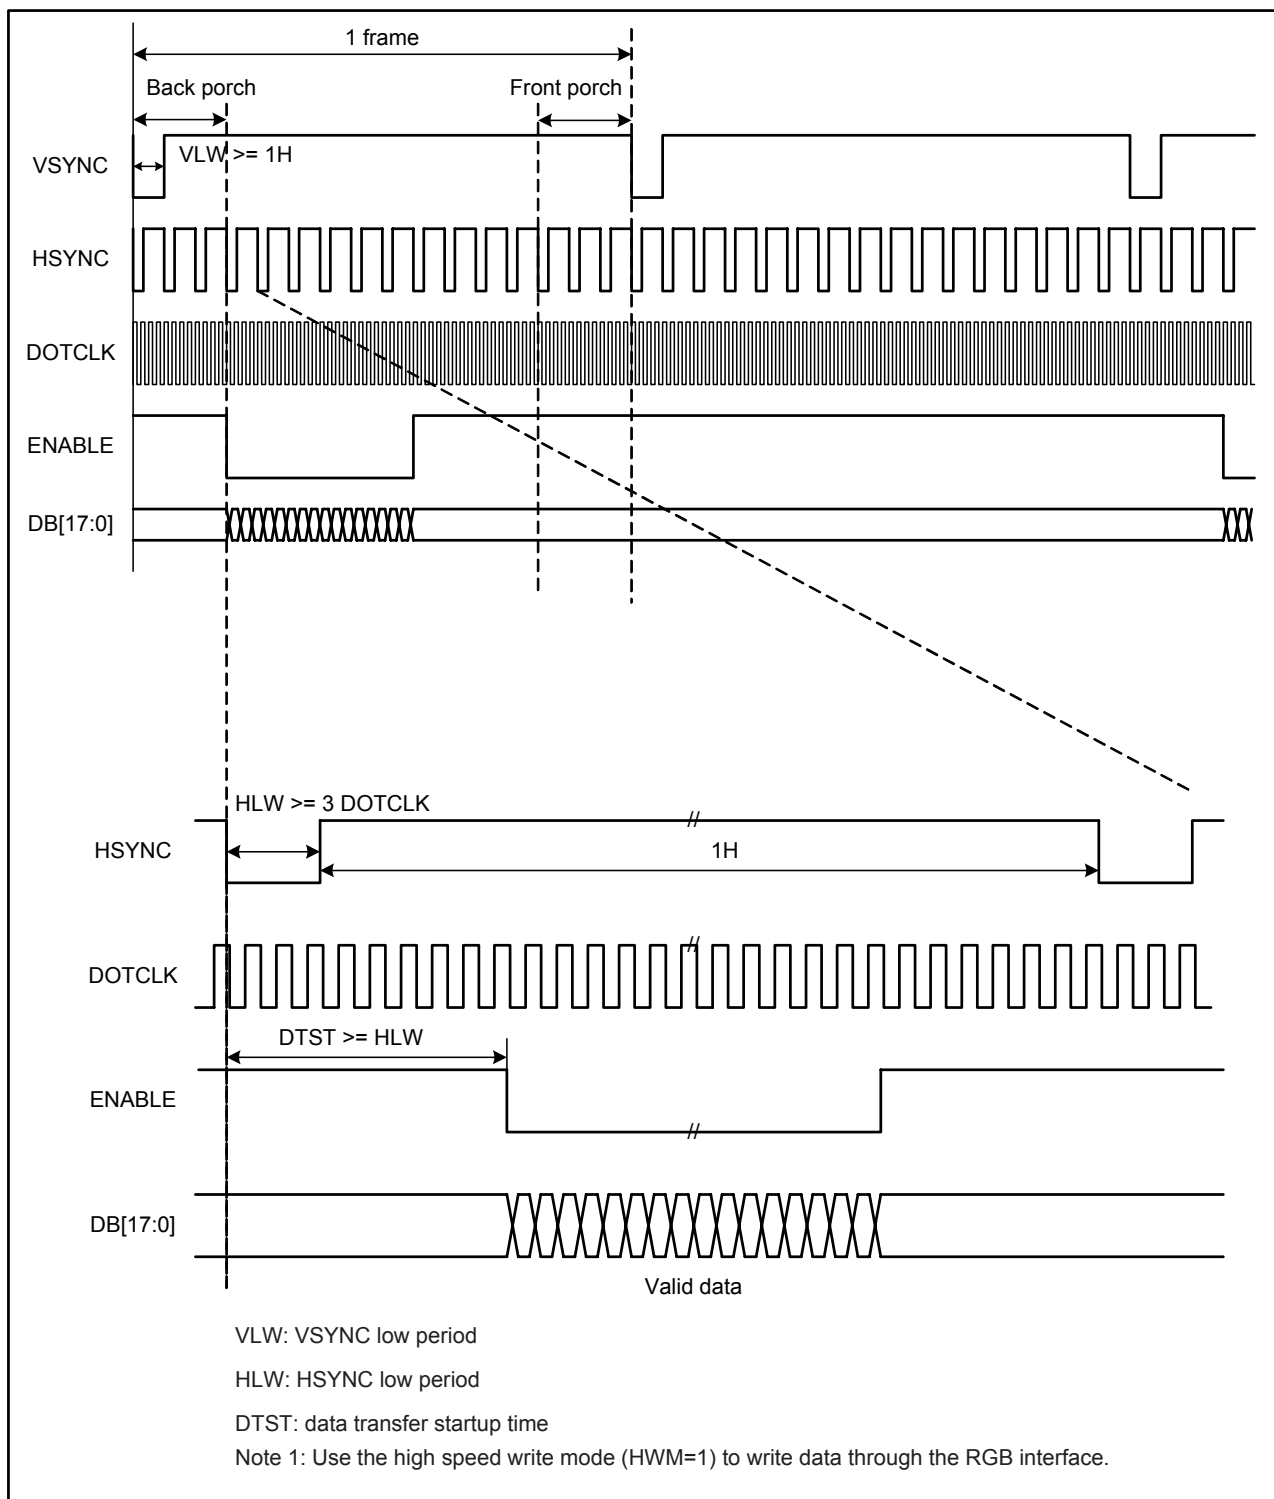 1 frame
Back porch
Front porch
VLW >= 1H
VSYNC
HSYNC
DOTCLK
ENABLE
DB[17:0]
HLW >= 3 DOTCLK
//
HSYNC
1H
//
DOTCLK
DTST >= HLW
ENABLE
//
DB[17:0]
Valid data
VLW: VSYNC low period
HLW: HSYNC low period
DTST: data transfer startup time
Note 1: Use the high speed write mode (HWM=1) to write data through the RGB interface.